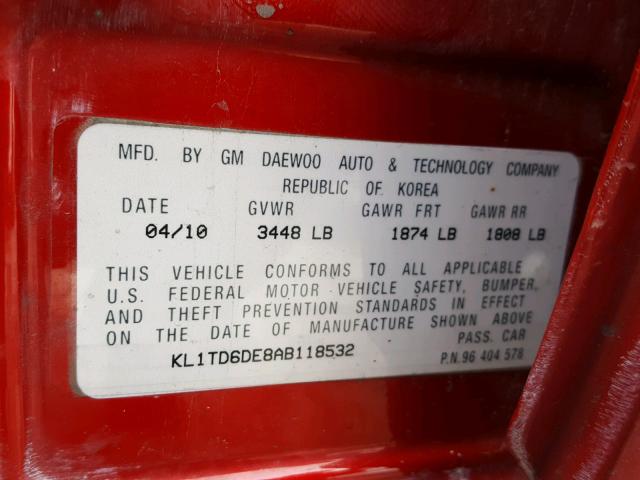 MFD. BY GM DAEWOO AUTO & TECHNOLOGY COMPANY
REPUBLIC OF KOREA
DATE GVWR GAWR FRT GAWR RR
04/10 3448 LB 1874 LB 1808 LB
THIS VEHICLE CONFORMS TO ALL APPLICABLE
U.S. FEDERAL MOTOR VEHICLE SAFETY, BUMPER,
AND THEFT PREVENTION STANDARDS IN EFFECT
ON THE DATE OF MANUFACTURE SHOWN ABOVE
PASS. CAR
KL1TD6DE8AB118532 P.N.96 404 578